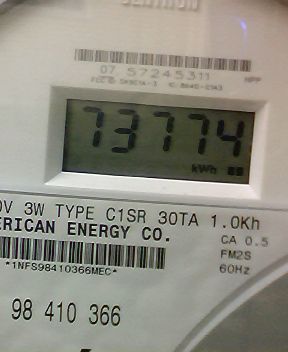 CENTRON
07 57245311
73774
kWh
0V 3W TYPE C1SR 30TA 1.0Kh
ERICAN ENERGY CO.
CA 0.5
FM2S
*1NFS98410366MEC*
60Hz
98 410 366